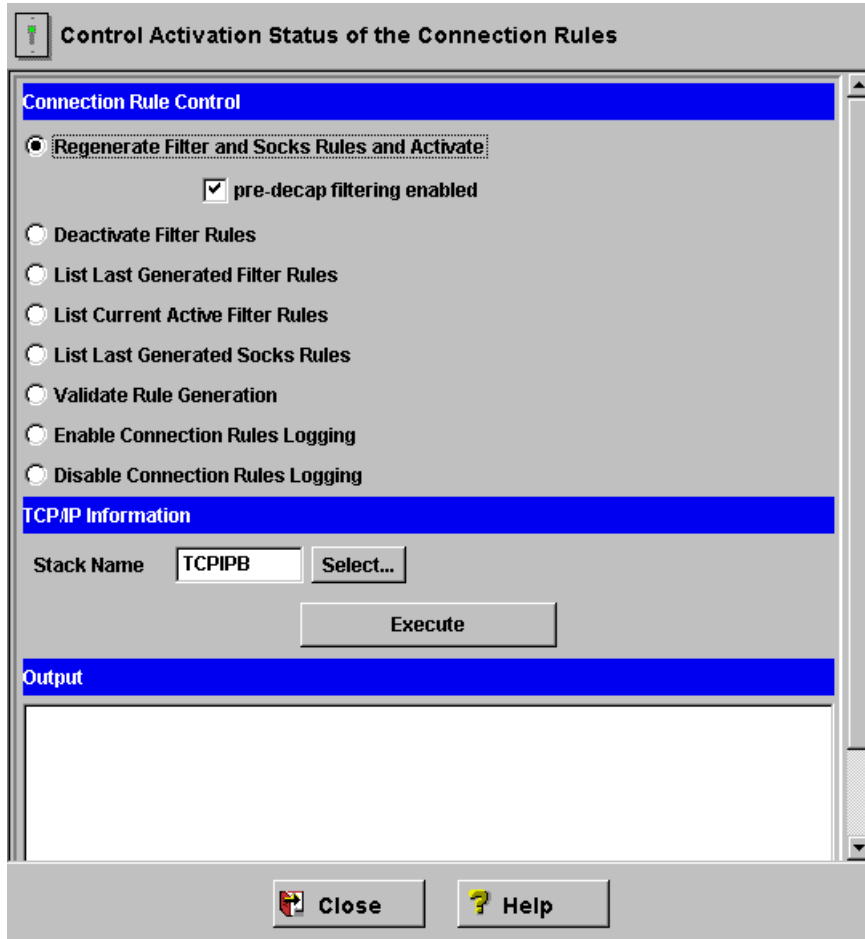 Control Activation Status of the Connection Rules
Connection Rule Control
Regenerate Filter and Socks Rules and Activate
pre-decap filtering enabled
Deactivate Filter Rules
List Last Generated Filter Rules
List Current Active Filter Rules
List Last Generated Socks Rules
Validate Rule Generation
Enable Connection Rules Logging
Disable Connection Rules Logging
TCP/IP Information
Stack Name TCPIPB Select...
Execute
Output
Close Help